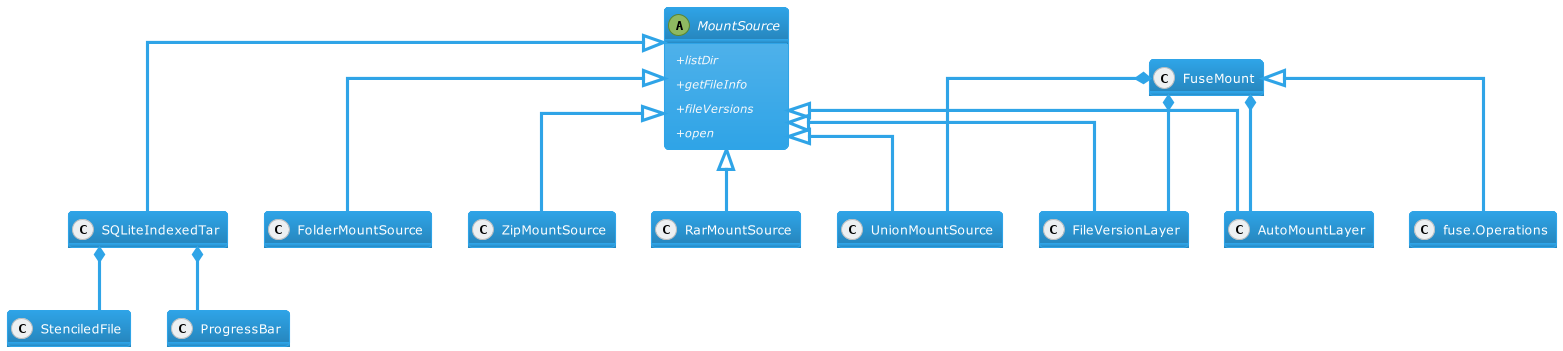 A MountSource
+listDir
+getFileInfo
+fileVersions
+open
C FuseMount
C SQLiteIndexedTar
C FolderMountSource
C ZipMountSource
C RarMountSource
C UnionMountSource
C FileVersionLayer
C AutoMountLayer
C fuse.Operations
C StenciledFile
C ProgressBar